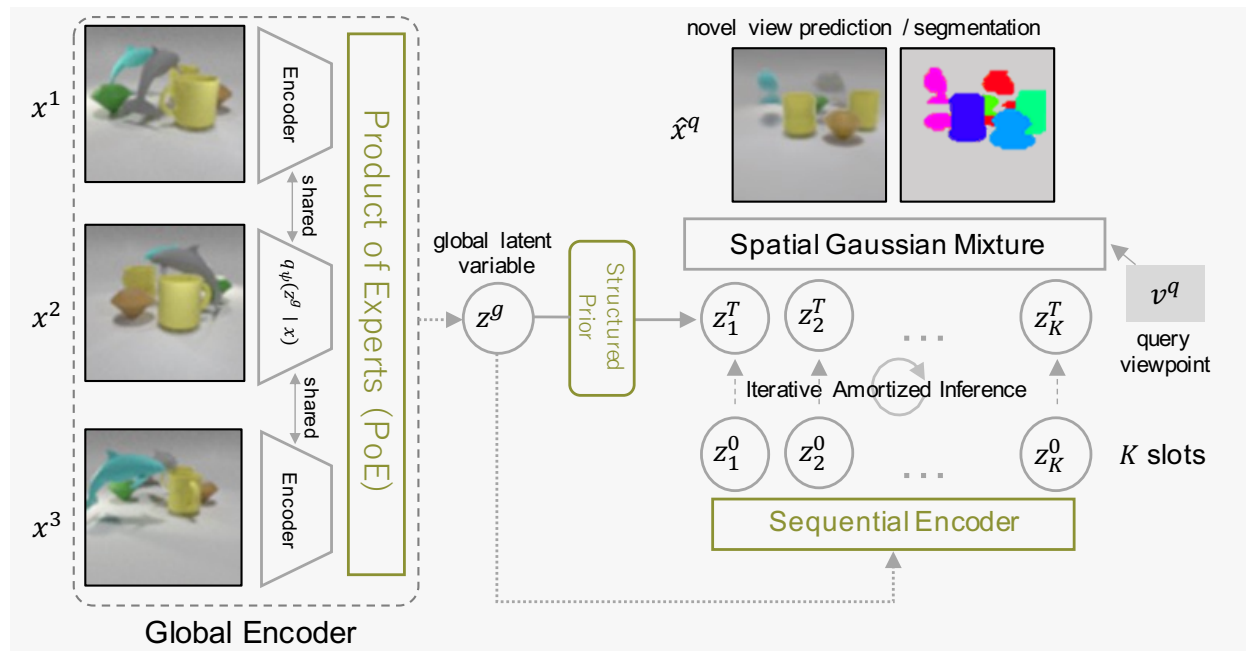 x^1
Encoder
shared
x^2
q_ψ(z^g | x)
shared
x^3
Encoder
Product of Experts (PoE)
Global Encoder
global latent
variable
z^g
Structured
Prior
novel view prediction / segmentation
x̂^q
Spatial Gaussian Mixture
v^q
query
viewpoint
z_1^T z_2^T ... z_K^T
Iterative Amortized Inference
z_1^0 z_2^0 ... z_K^0 K slots
Sequential Encoder